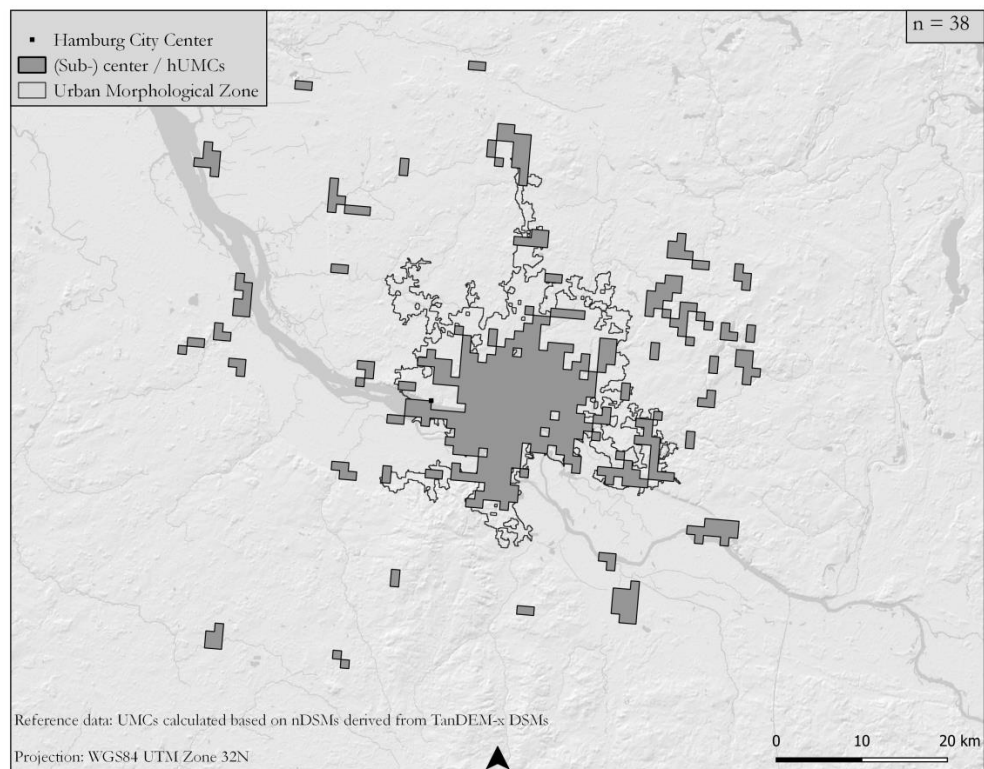 n = 38
Hamburg City Center
(Sub-) center / hUMCs
Urban Morphological Zone
Reference data: UMCs calculated based on nDSMs derived from TanDEM-x DSMs
Projection: WGS84 UTM Zone 32N
0 10 20 km